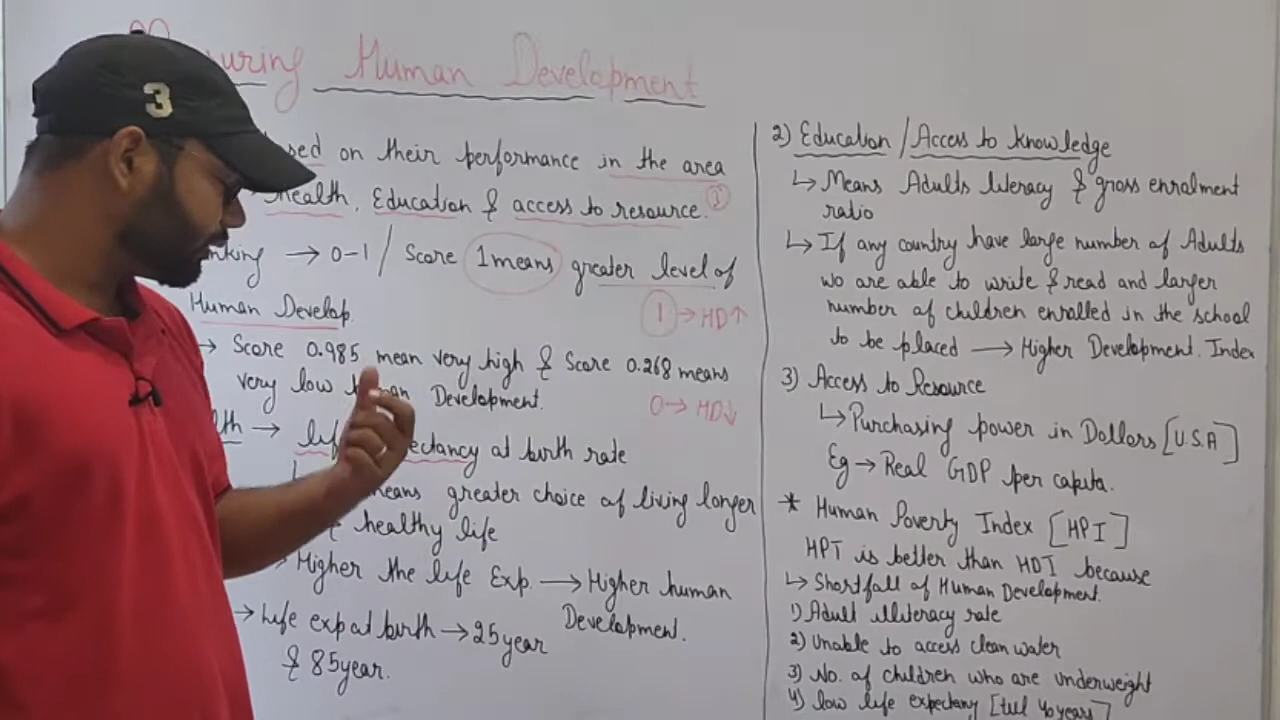 3
uring Human Development
sed on their performance in the area
health, Education & access to resource. 1
nking → 0-1 / Score 1 means greater level of
Human Develop.
1 → HD↑
→ Score 0.985 mean very high & Score 0.268 means
very low human Development.
0 → HD↓
lth → life expectancy at birth rate
means greater choice of living longer
& healthy life
Higher the life Exp. → Higher human
Development.
→ Life exp at birth → 25 year
& 85 year.
2) Education / Access to knowledge
↳ Means Adults literacy & gross enrolment
ratio
↳ If any country have large number of Adults
wo are able to write & read and larger
number of children enrolled in the school
to be placed → Higher Development. Index
3) Access to Resource
↳ Purchasing power in Dollars [U.S.A]
Eg → Real GDP per capita.
* Human Poverty Index [HPI]
HPI is better than HDI because
↳ Shortfall of Human Development.
1) Adult illiteracy rate
2) Unable to access clean water
3) No. of children who are underweight
4) low life expectany [till 40 years]